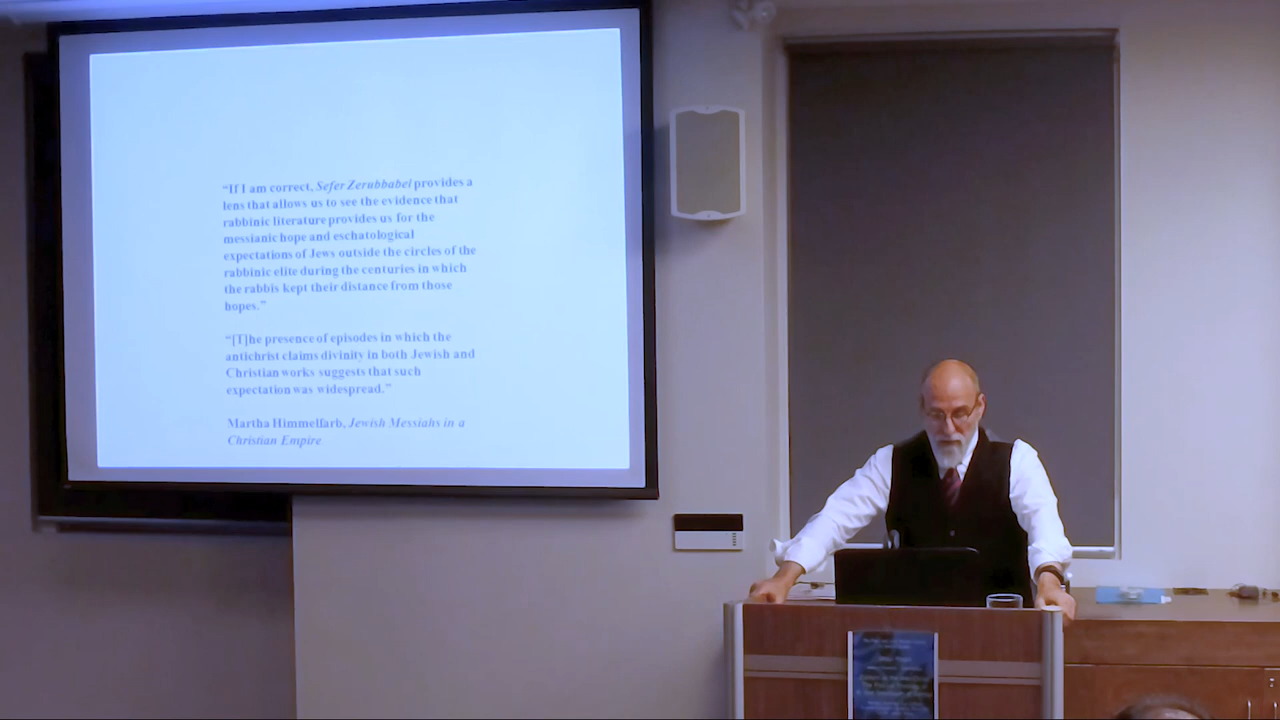 “If I am correct, Sefer Zerubbabel provides a
lens that allows us to see the evidence that
rabbinic literature provides us for the
messianic hope and eschatological
expectations of Jews outside the circles of the
rabbinic elite during the centuries in which
the rabbis kept their distance from those
hopes.”
“[T]he presence of episodes in which the
antichrist claims divinity in both Jewish and
Christian works suggests that such
expectation was widespread.”
Martha Himmelfarb, Jewish Messiahs in a
Christian Empire